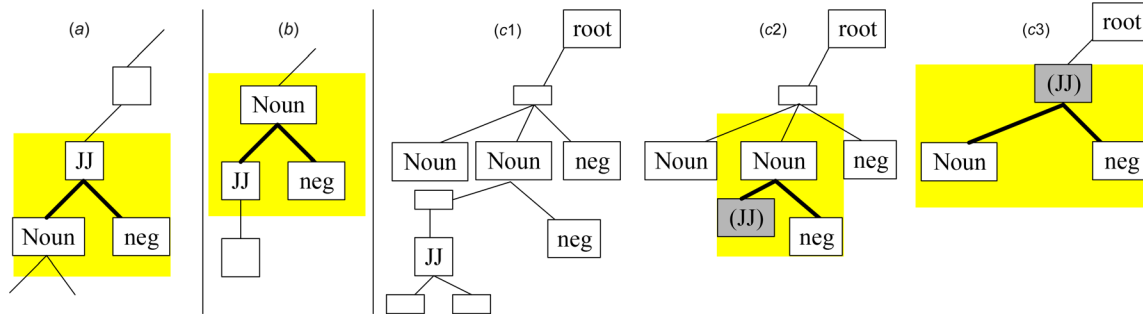 (a)
JJ
Noun
neg
(b)
Noun
JJ
neg
(c1)
root
Noun
Noun
neg
JJ
neg
(c2)
root
Noun
Noun
neg
(JJ)
neg
(c3)
root
(JJ)
Noun
neg